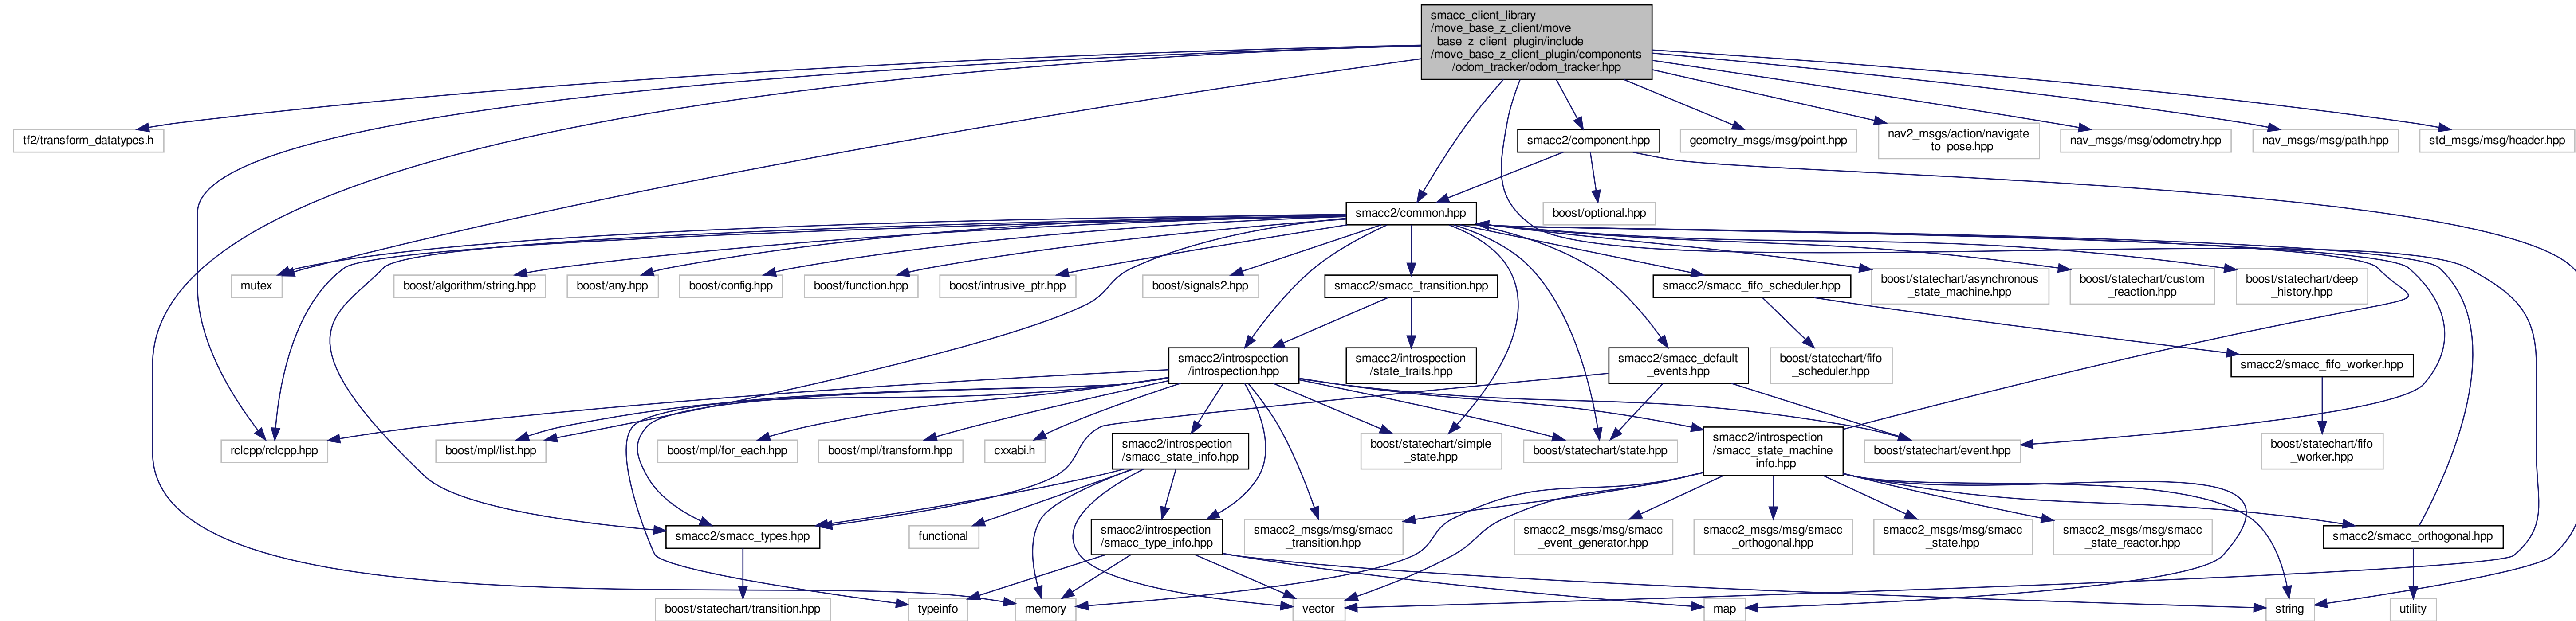 smacc_client_library
/move_base_z_client/move
_base_z_client_plugin/include
/move_base_z_client_plugin/components
/odom_tracker/odom_tracker.hpp
tf2/transform_datatypes.h
smacc2/component.hpp
geometry_msgs/msg/point.hpp
nav2_msgs/action/navigate
_to_pose.hpp
nav_msgs/msg/odometry.hpp
nav_msgs/msg/path.hpp
std_msgs/msg/header.hpp
smacc2/common.hpp
boost/optional.hpp
mutex
boost/algorithm/string.hpp
boost/any.hpp
boost/config.hpp
boost/function.hpp
boost/intrusive_ptr.hpp
boost/signals2.hpp
smacc2/smacc_transition.hpp
smacc2/smacc_fifo_scheduler.hpp
boost/statechart/asynchronous
_state_machine.hpp
boost/statechart/custom
_reaction.hpp
boost/statechart/deep
_history.hpp
smacc2/introspection
/introspection.hpp
smacc2/introspection
/state_traits.hpp
smacc2/smacc_default
_events.hpp
boost/statechart/fifo
_scheduler.hpp
smacc2/smacc_fifo_worker.hpp
rclcpp/rclcpp.hpp
boost/mpl/list.hpp
boost/mpl/for_each.hpp
boost/mpl/transform.hpp
cxxabi.h
smacc2/introspection
/smacc_state_info.hpp
boost/statechart/simple
_state.hpp
boost/statechart/state.hpp
smacc2/introspection
/smacc_state_machine
_info.hpp
boost/statechart/event.hpp
boost/statechart/fifo
_worker.hpp
smacc2/smacc_types.hpp
functional
smacc2/introspection
/smacc_type_info.hpp
smacc2_msgs/msg/smacc
_transition.hpp
smacc2_msgs/msg/smacc
_event_generator.hpp
smacc2_msgs/msg/smacc
_orthogonal.hpp
smacc2_msgs/msg/smacc
_state.hpp
smacc2_msgs/msg/smacc
_state_reactor.hpp
smacc2/smacc_orthogonal.hpp
boost/statechart/transition.hpp
typeinfo
memory
vector
map
string
utility